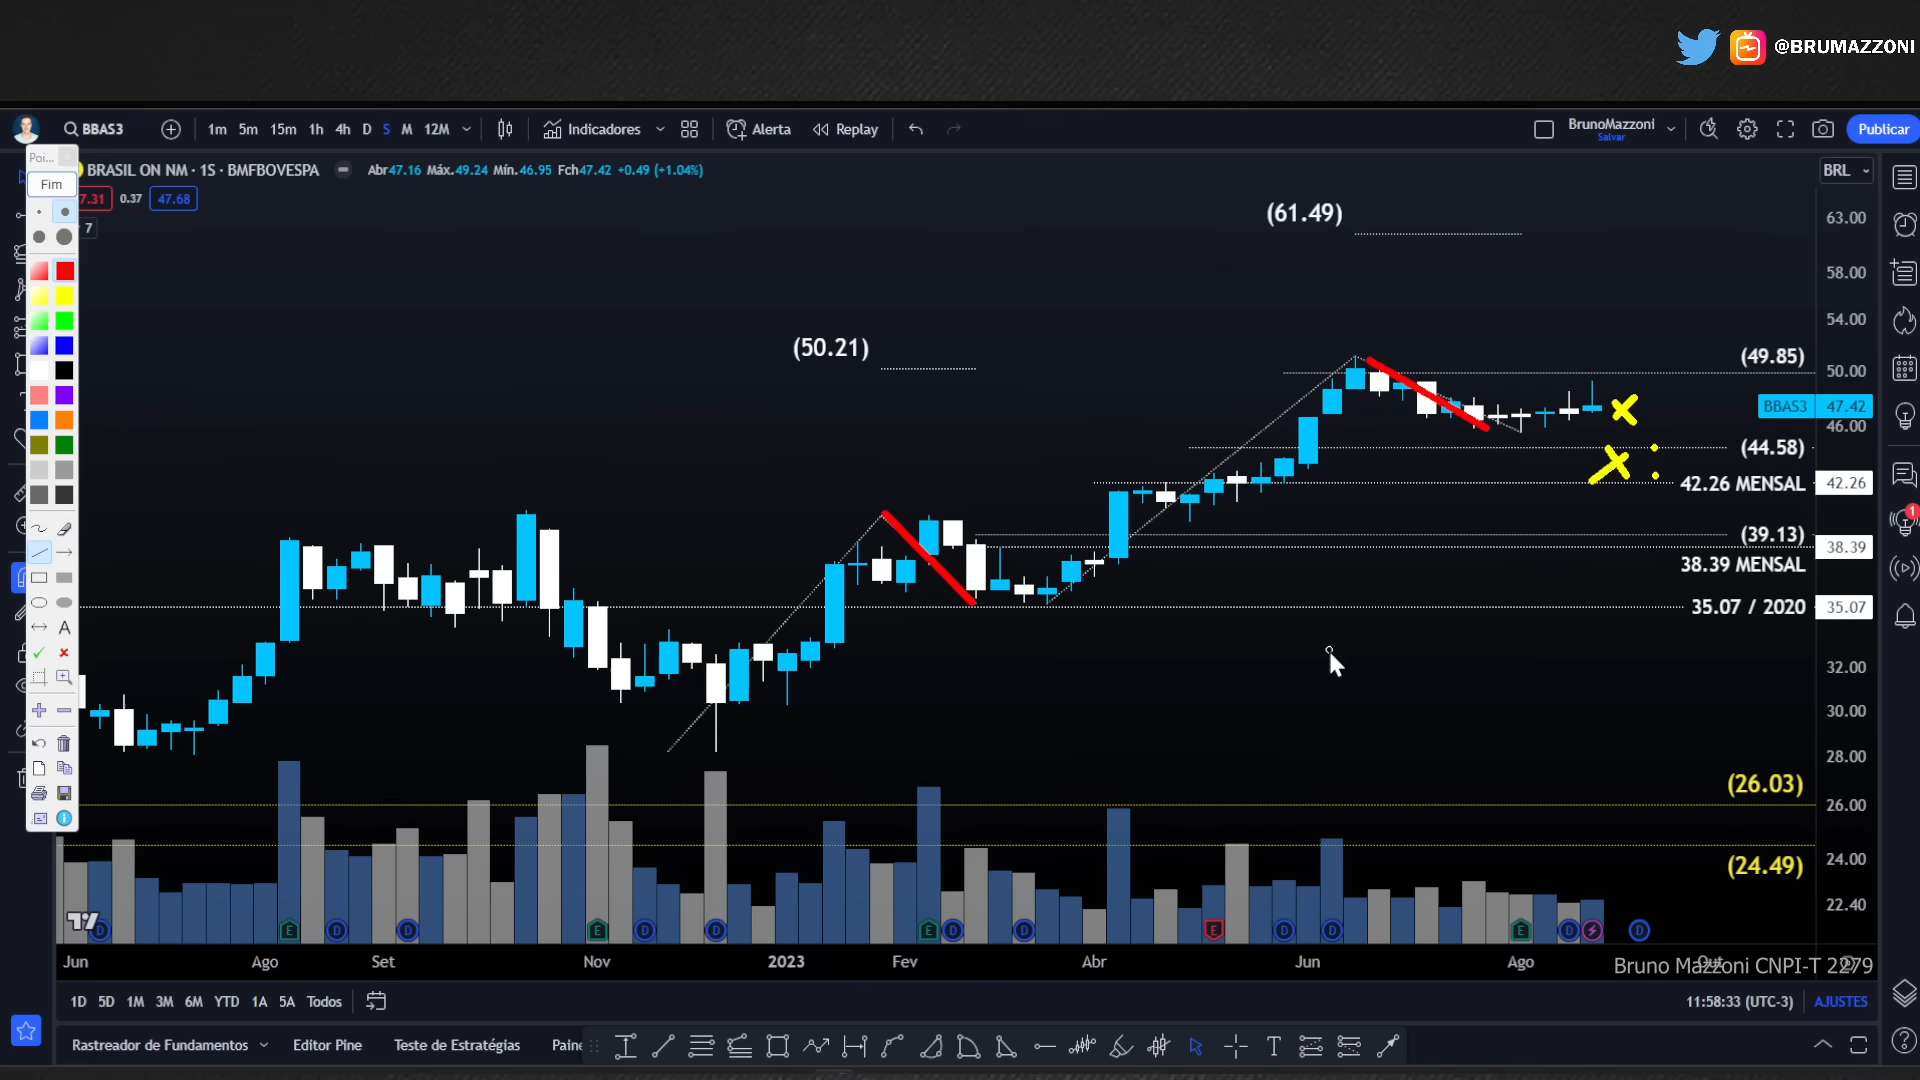 @BRUMAZZONI
BBAS3
1m 5m 15m 1h 4h D S M 12M
Indicadores
Alerta
Replay
BrunoMazzoni
Salvar
Publicar
Poi...
Fim
BRASIL ON NM · 1S · BMFBOVESPA
Abr47.16 Máx.49.24 Mín.46.95 Fch47.42 +0.49 (+1.04%)
BRL
7.31 0.37 47.68
7
(61.49)
63.00
58.00
54.00
(50.21)
(49.85)
50.00
BBAS3 47.42
46.00
(44.58)
42.26 MENSAL 42.26
(39.13)
38.39
38.39 MENSAL
35.07 / 2020 35.07
32.00
30.00
28.00
(26.03)
26.00
24.00
(24.49)
22.40
A
1
D E D D E D D E D D E D D E D D
Jun Ago Set Nov 2023 Fev Abr Jun Ago
Bruno Mazzoni CNPI-T 2279
1D 5D 1M 3M 6M YTD 1A 5A Todos
11:58:33 (UTC-3) AJUSTES
Rastreador de Fundamentos Editor Pine Teste de Estratégias Paine